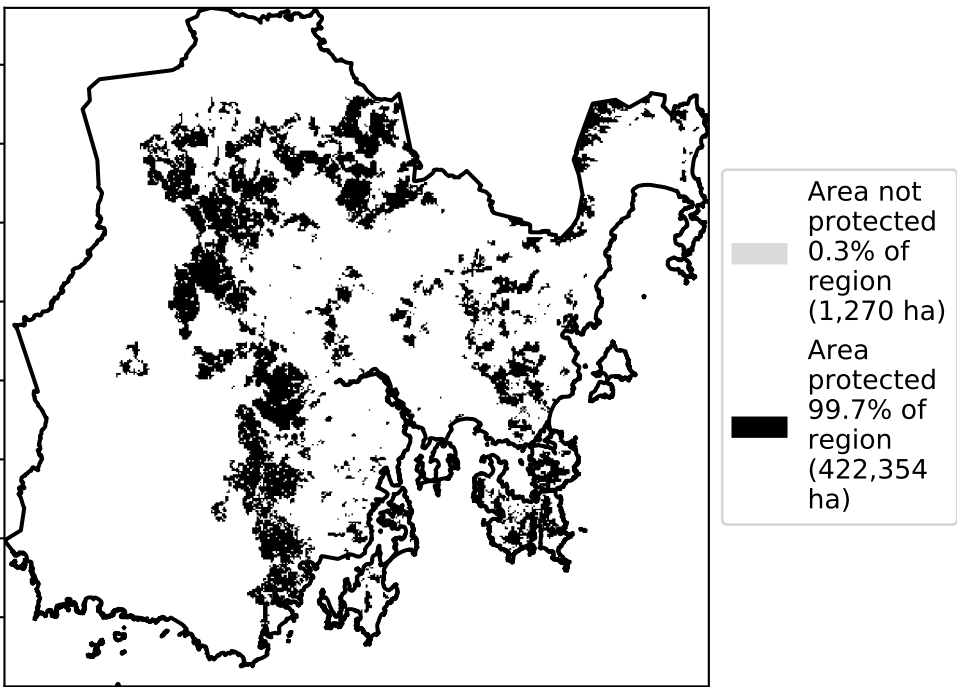 Area not
protected
0.3% of
region
(1,270 ha)
Area
protected
99.7% of
region
(422,354
ha)